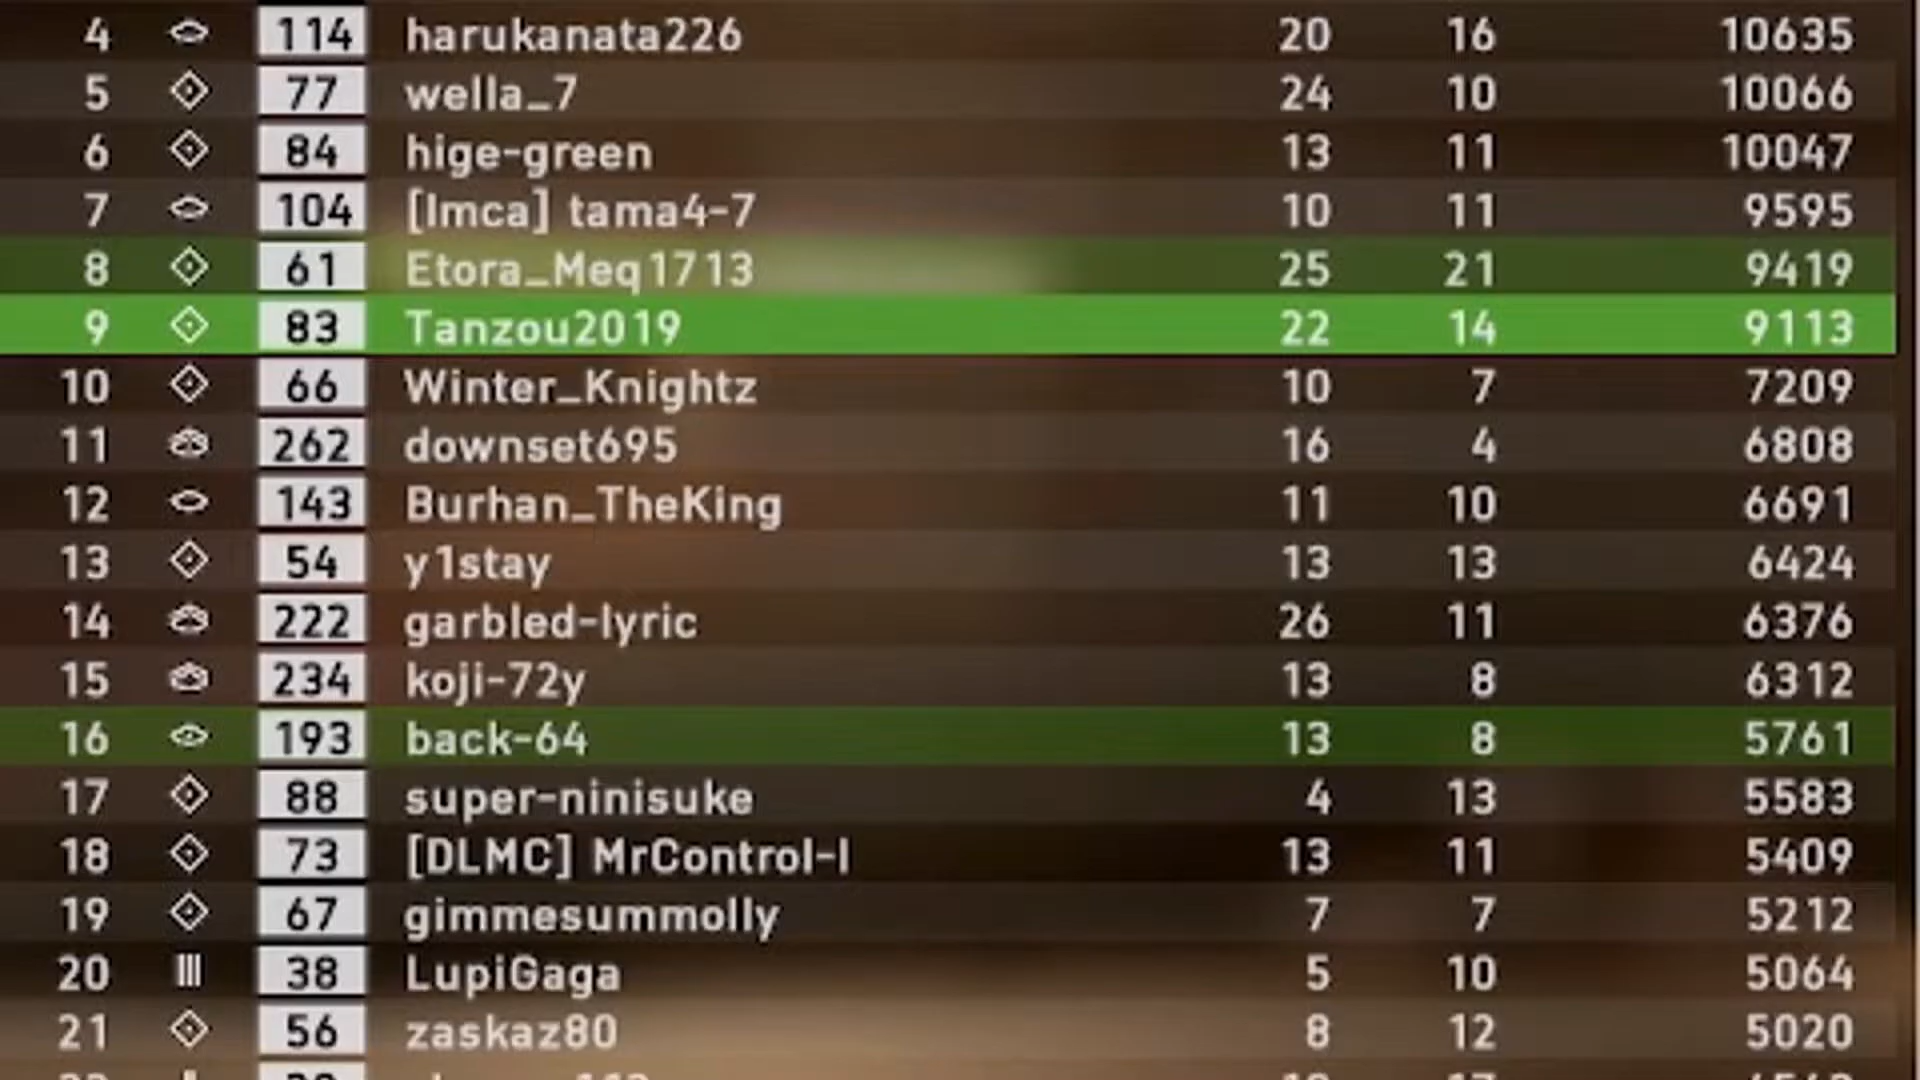 4 114 harukanata226 20 16 10635
5 77 wella_7 24 10 10066
6 84 hige-green 13 11 10047
7 104 [Imca] tama4-7 10 11 9595
8 61 Etora_Meq1713 25 21 9419
9 83 Tanzou2019 22 14 9113
10 66 Winter_Knightz 10 7 7209
11 262 downset695 16 4 6808
12 143 Burhan_TheKing 11 10 6691
13 54 y1stay 13 13 6424
14 222 garbled-lyric 26 11 6376
15 234 koji-72y 13 8 6312
16 193 back-64 13 8 5761
17 88 super-ninisuke 4 13 5583
18 73 [DLMC] MrControl-I 13 11 5409
19 67 gimmesummolly 7 7 5212
20 38 LupiGaga 5 10 5064
21 56 zaskaz80 8 12 5020